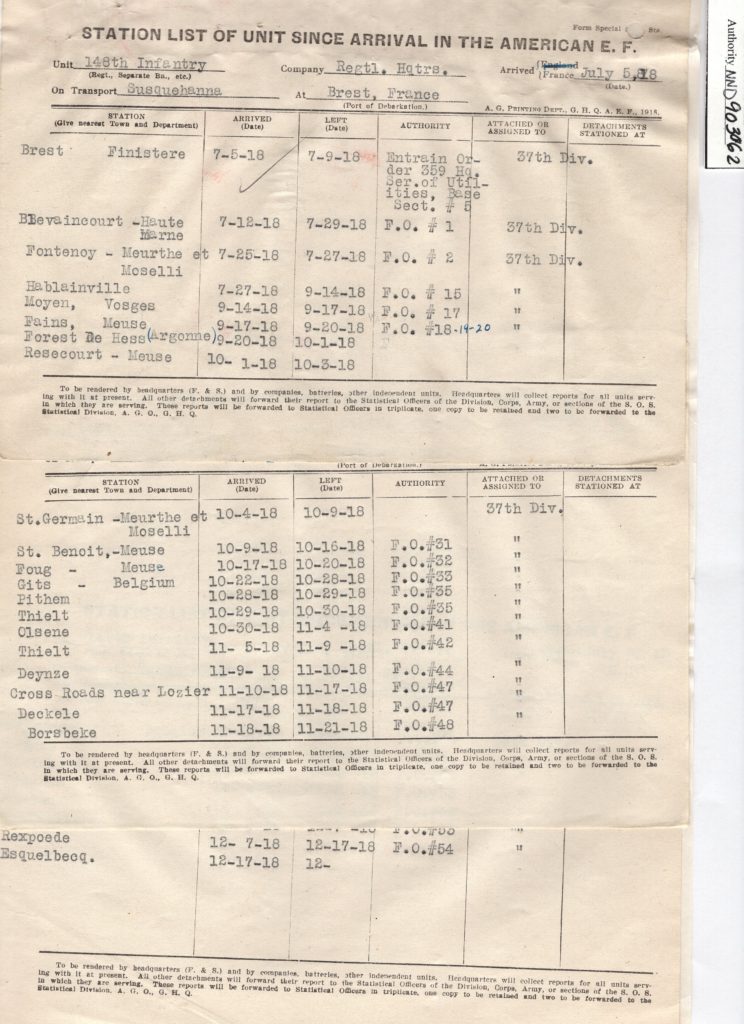 Form Special Sta.
STATION LIST OF UNIT SINCE ARRIVAL IN THE AMERICAN E. F.
Unit 148th Infantry Company Regtl. Hqtrs. Arrived {England {France July 5, 18
(Regt., Separate Bn., etc.) (Date.)
On Transport Susquehanna At Brest, France
(Port of Debarkation.) A. G. PRINTING DEPT., G. H. Q. A. E. F., 1918.
STATION ARRIVED LEFT AUTHORITY ATTACHED OR DETACHMENTS
(Give nearest Town and Department) (Date) (Date) ASSIGNED TO STATIONED AT
Brest Finistere 7-5-18 7-9-18 Entrain Or- 37th Div.
der 359 Hq.
Ser.of Util-
ities, Base
Sect. # 5
Blevaincourt -Haute 7-12-18 7-29-18 F.O. # 1 37th Div.
Marne
Fontenoy - Meurthe et 7-25-18 7-27-18 F.O. # 2 37th Div.
Moselli
Hablainville 7-27-18 9-14-18 F.O. # 15 "
Moyen, Vosges 9-14-18 9-17-18 F.O. # 17 "
Fains, Meuse 9-17-18 9-20-18 F.O. #18-19-20 "
Forest De Hess (Argonne) 9-20-18 10-1-18
Resecourt - Meuse 10- 1-18 10-3-18
To be rendered by headquarters (F. & S.) and by companies, batteries, other independent units. Headquarters will collect reports for all units serv-
ing with it at present. All other detachments will forward their report to the Statistical Officers of the Division, Corps, Army, or sections of the S. O. S.
in which they are serving. These reports will be forwarded to Statistical Officers in triplicate, one copy to be retained and two to be forwarded to the
Statistical Division, A. G. O., G. H. Q.
(Port of Debarkation.)
STATION ARRIVED LEFT AUTHORITY ATTACHED OR DETACHMENTS
(Give nearest Town and Department) (Date) (Date) ASSIGNED TO STATIONED AT
St.Germain -Meurthe et 10-4-18 10-9-18 37th Div.
Moselli
St. Benoit,-Meuse 10-9-18 10-16-18 F.O.#31 "
Foug - Meuse 10-17-18 10-20-18 F.O.#32 "
Gits - Belgium 10-22-18 10-28-18 F.O.#33 "
Pithem 10-28-18 10-29-18 F.O.#35 "
Thielt 10-29-18 10-30-18 F.O.#35 "
Olsene 10-30-18 11-4 -18 F.O.#41 "
Thielt 11- 5-18 11-9 -18 F.O.#42 "
Deynze 11-9- 18 11-10-18 F.O.#44 "
Cross Roads near Lozier 11-10-18 11-17-18 F.O.#47 "
Deckele 11-17-18 11-18-18 F.O.#47 "
Borsbeke 11-18-18 11-21-18 F.O.#48
To be rendered by headquarters (F. & S.) and by companies, batteries, other independent units. Headquarters will collect reports for all units serv-
ing with it at present. All other detachments will forward their report to the Statistical Officers of the Division, Corps, Army, or sections of the S. O. S.
in which they are serving. These reports will be forwarded to Statistical Officers in triplicate, one copy to be retained and two to be forwarded to the
Statistical Division, A. G. O., G. H. Q.
F.O.#53 "
Rexpoede 12- 7-18 12-17-18 F.O.#54 "
Esquelbecq. 12-17-18 12-
To be rendered by headquarters (F. & S.) and by companies, batteries, other independent units. Headquarters will collect reports for all units serv-
ing with it at present. All other detachments will forward their report to the Statistical Officers of the Division, Corps, Army, or sections of the S. O. S.
in which they are serving. These reports will be forwarded to Statistical Officers in triplicate, one copy to be retained and two to be forwarded to the
Statistical Division, A. G. O., G. H. Q.
Authority NND 903062